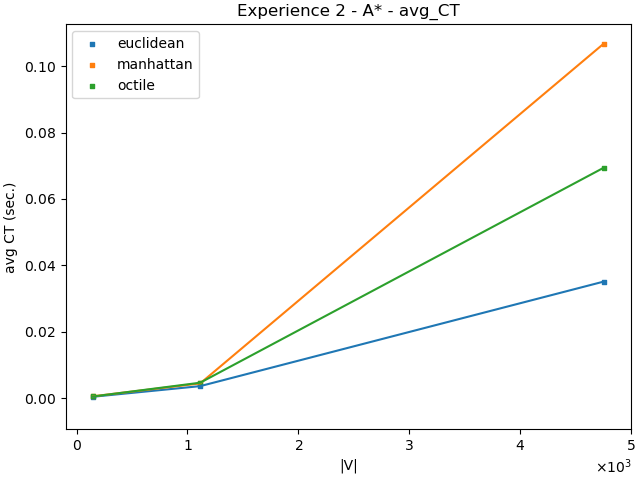 Experience 2 - A* - avg_CT
euclidean
manhattan
octile
avg CT (sec.)
0.10
0.08
0.06
0.04
0.02
0.00
0 1 2 3 4 5
|V|
×10³